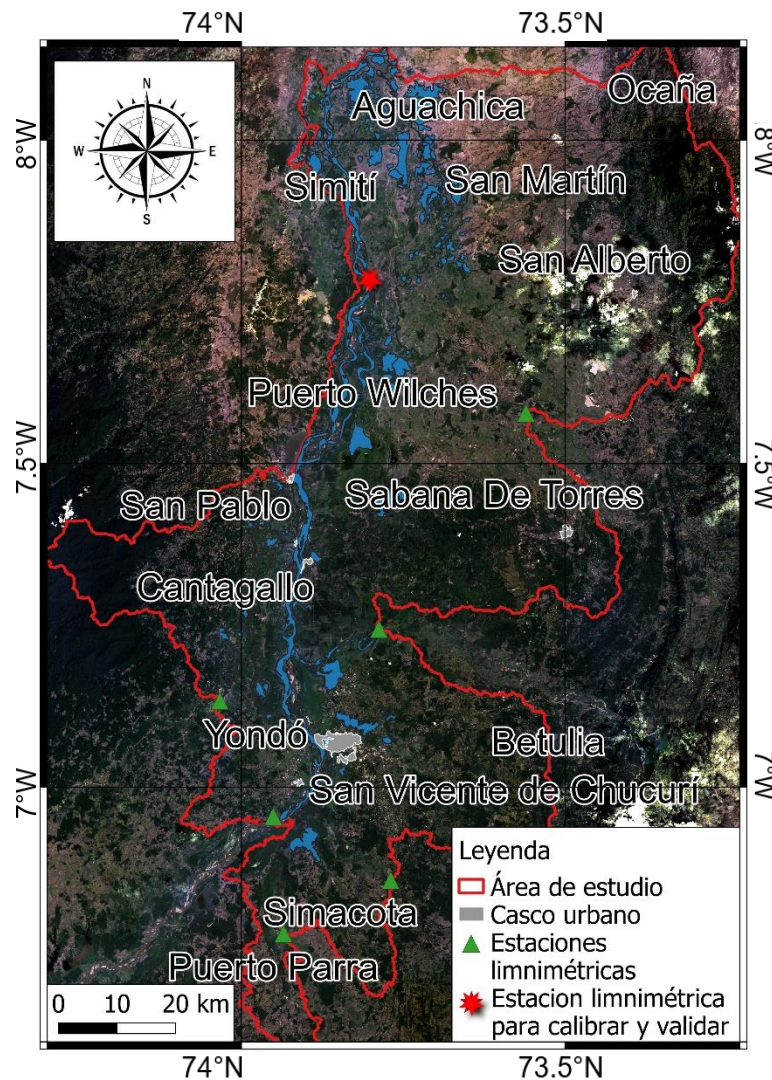 74°N
73.5°N
N
W
E
S
Ocaña
Aguachica
8°W
8°W
Simití
San Martín
San Alberto
Puerto Wilches
7.5°W
7.5°W
San Pablo
Sabana De Torres
Cantagallo
Yondó
Betulia
7°W
7°W
San Vicente de Chucurí
Leyenda
Área de estudio
Casco urbano
Estaciones
limnimétricas
Estacion limnimétrica
para calibrar y validar
Simacota
Puerto Parra
0 10 20 km
74°N
73.5°N